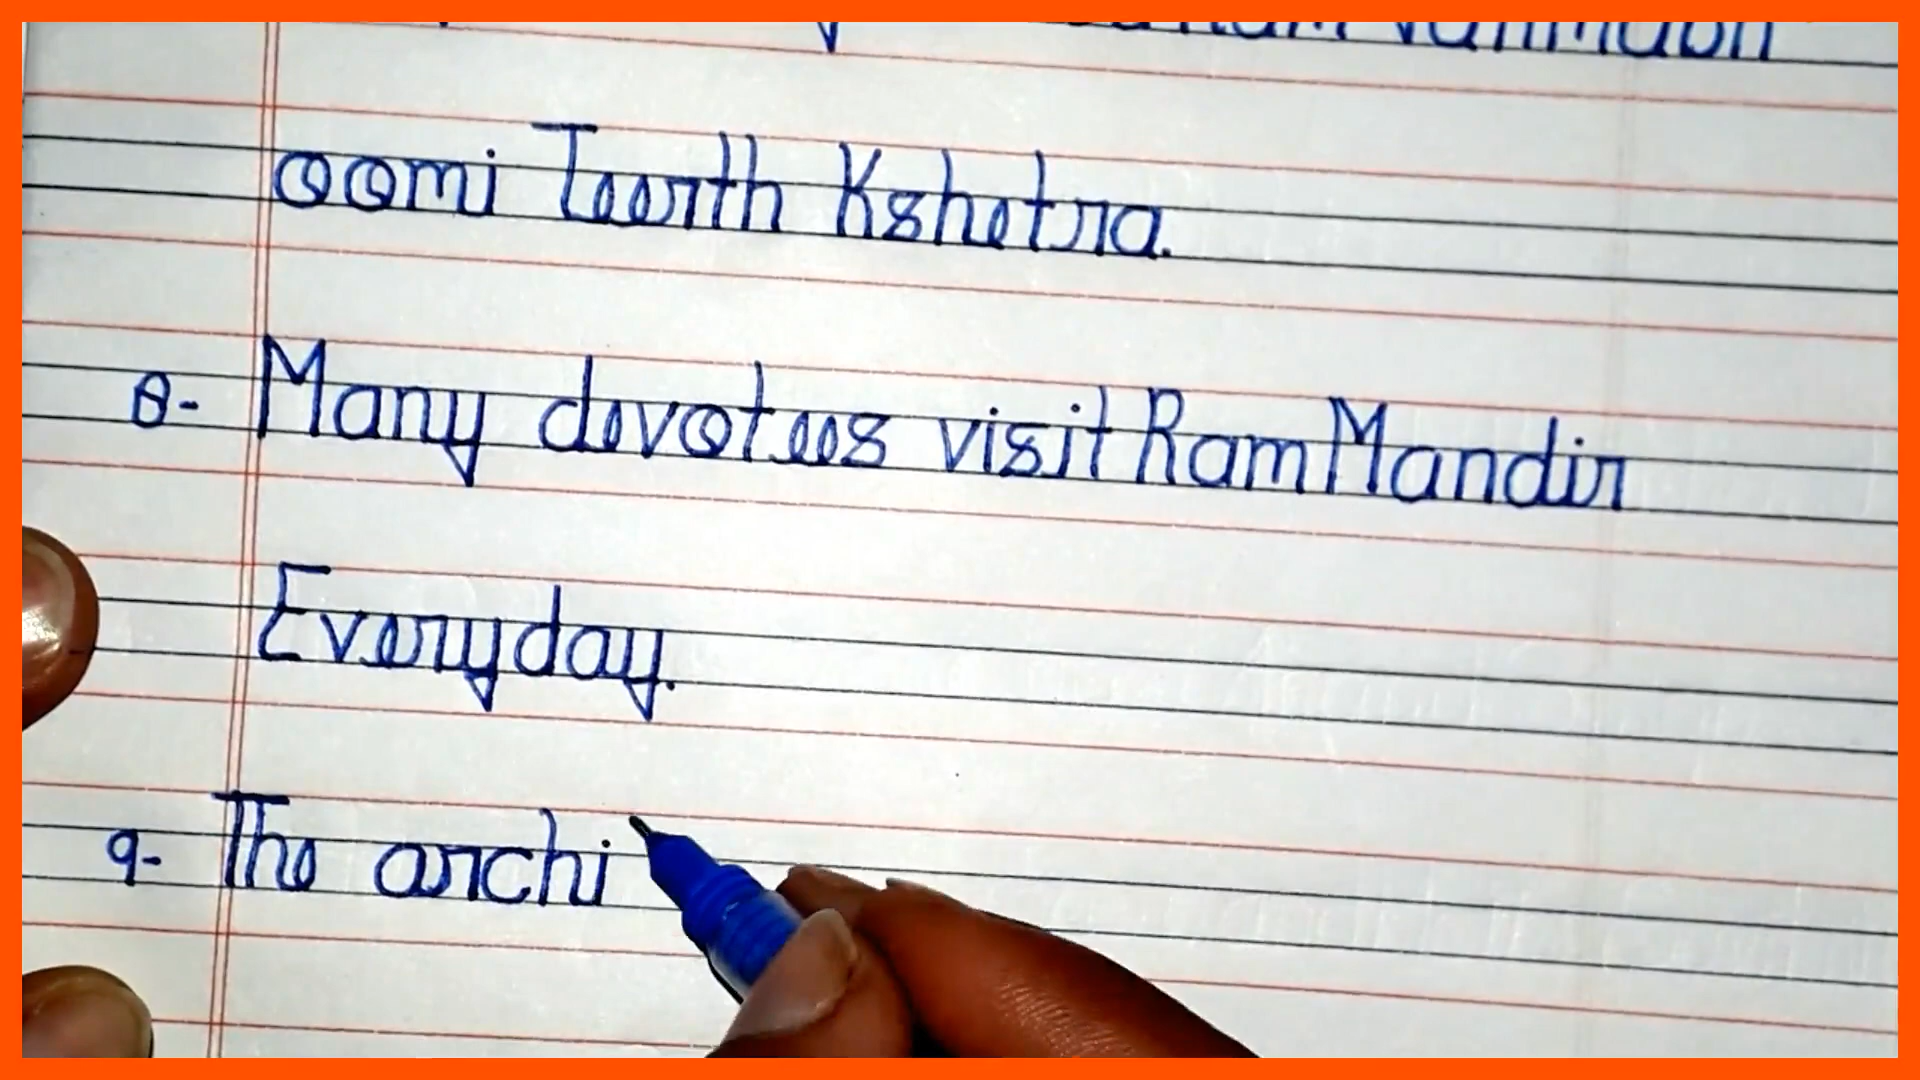 oomi Teerth Kshetra.
8- Many devotees visit Ram Mandir
Everyday.
9- The archi